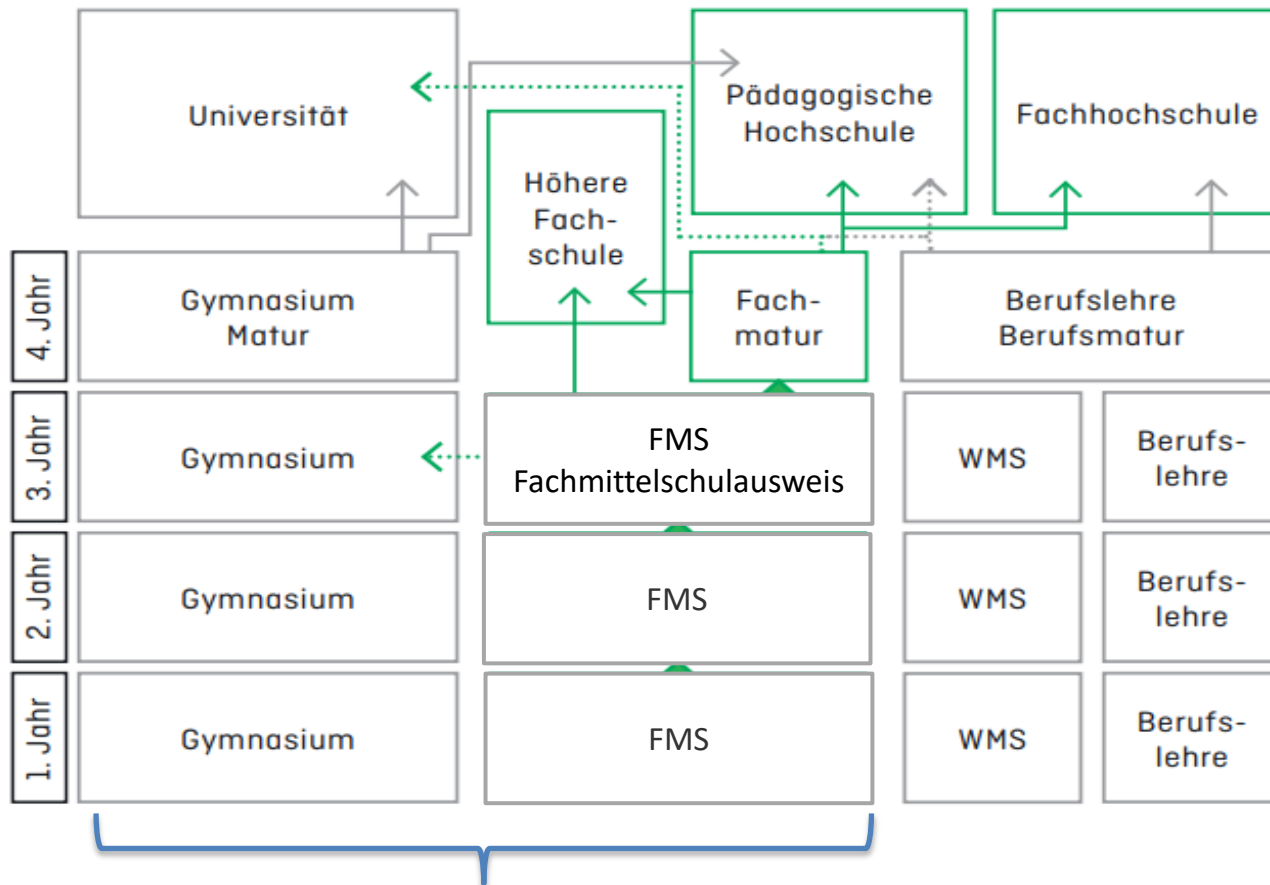 Universität
Pädagogische
Hochschule
Fachhochschule
Höhere
Fach-
schule
4. Jahr
Gymnasium
Matur
Fach-
matur
Berufslehre
Berufsmatur
3. Jahr
Gymnasium
FMS
Fachmittelschulausweis
WMS
Berufs-
lehre
2. Jahr
Gymnasium
FMS
WMS
Berufs-
lehre
1. Jahr
Gymnasium
FMS
WMS
Berufs-
lehre